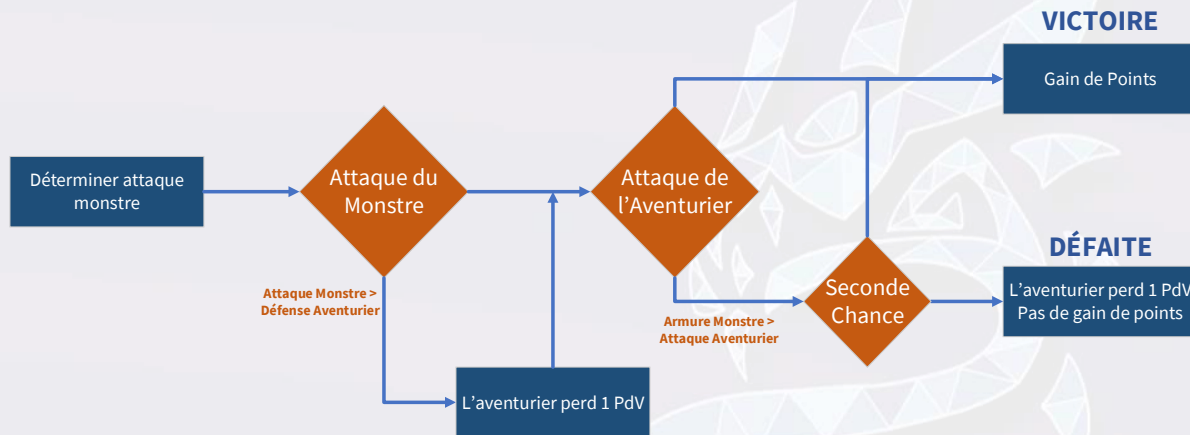 VICTOIRE
Gain de Points
Déterminer attaque
monstre
Attaque du
Monstre
Attaque de
l'Aventurier
Attaque Monstre >
Défense Aventurier
L'aventurier perd 1 PdV
Armure Monstre >
Attaque Aventurier
Seconde
Chance
DÉFAITE
L'aventurier perd 1 PdV
Pas de gain de points